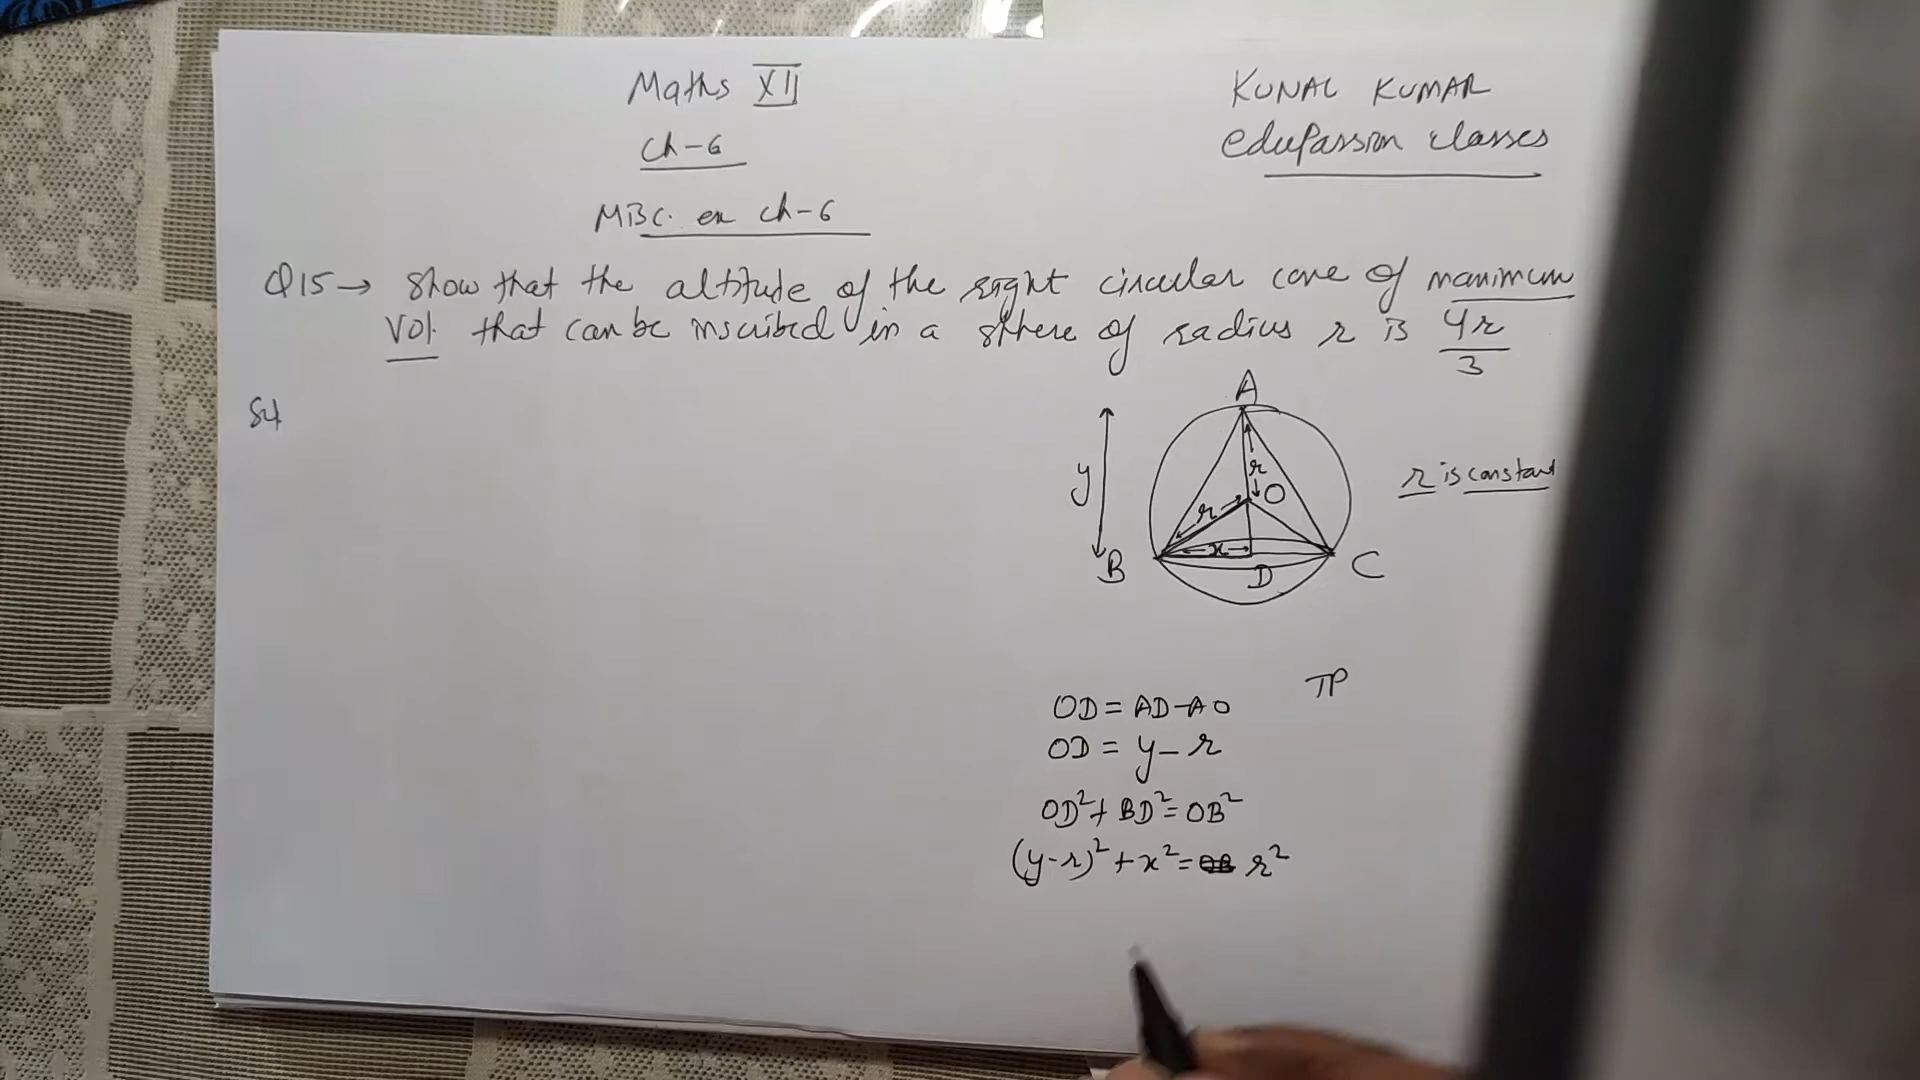 Maths XII
KUNAL KUMAR
Ch-6
eduPassion classes
MISC. ex ch-6
Q15→ Show that the altitude of the right circular cone of maximum
Vol. that can be inscribed in a sphere of radius r is 4r/3
Sol
A
y
r
O
r is constant
r
x
B
D
C
TP
OD = AD-AO
OD = y - r
OD²+ BD²= OB²
(y-r)² + x² = r²